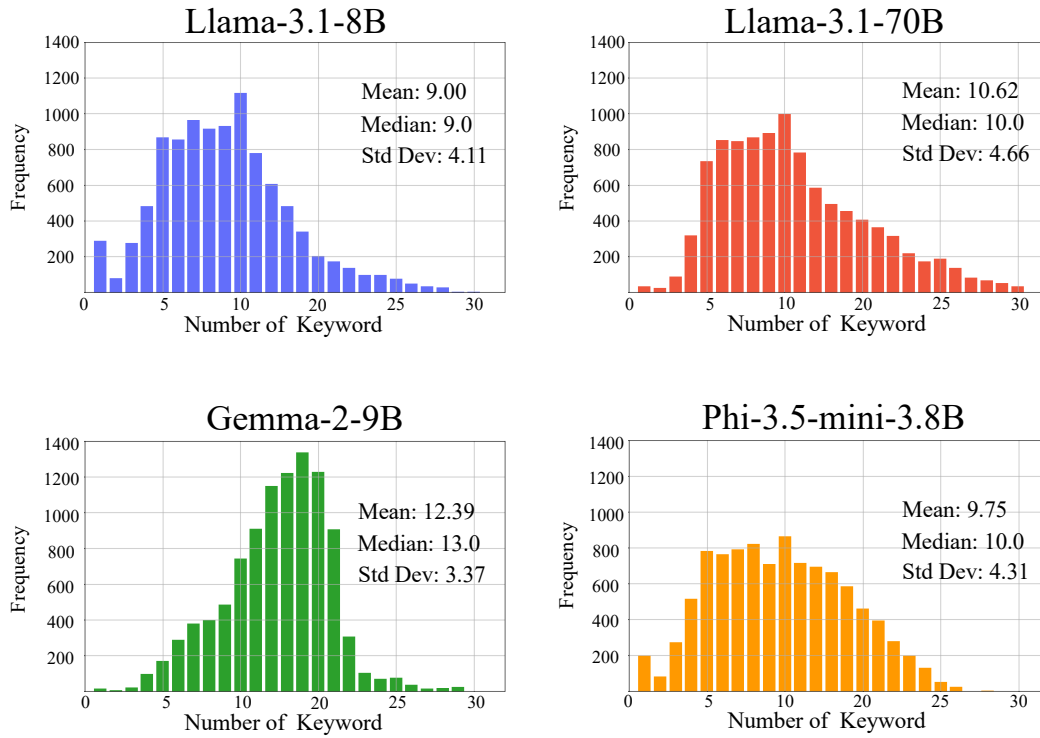 Llama-3.1-8B
1400
1200
1000
800
600
400
200
0
5
10
20
25
30
Frequency
Number of Keyword
Mean: 9.00
Median: 9.0
Std Dev: 4.11
Llama-3.1-70B
1400
1200
1000
800
600
400
200
0
5
10
20
25
30
Frequency
Number of Keyword
Mean: 10.62
Median: 10.0
Std Dev: 4.66
Gemma-2-9B
1400
1200
1000
800
600
400
200
0
5
10
20
25
30
Frequency
Number of Keyword
Mean: 12.39
Median: 13.0
Std Dev: 3.37
Phi-3.5-mini-3.8B
1400
1200
1000
800
600
400
200
0
5
10
20
25
30
Frequency
Number of Keyword
Mean: 9.75
Median: 10.0
Std Dev: 4.31